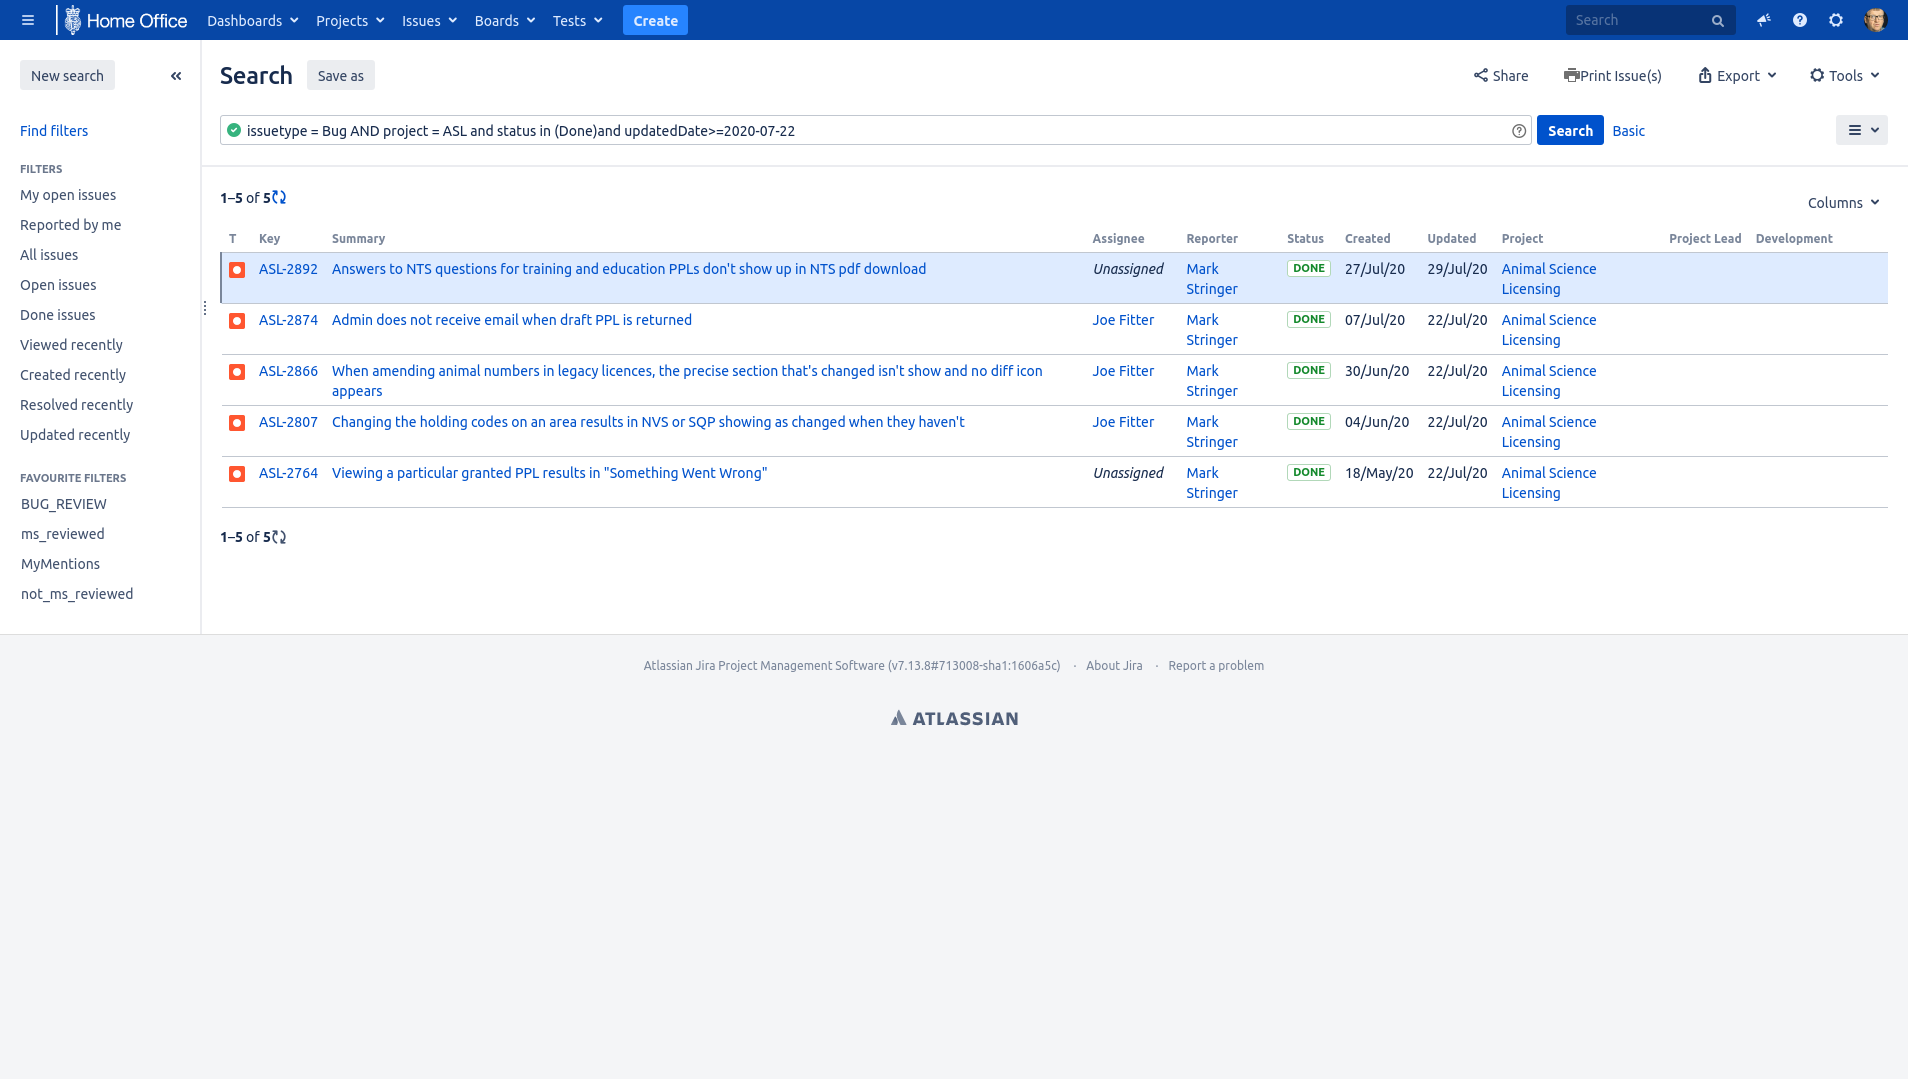 Home Office Dashboards Projects Issues Boards Tests Create Search
New search
Search Save as Share Print Issue(s) Export Tools
issuetype = Bug AND project = ASL and status in (Done)and updatedDate>=2020-07-22 Search Basic
Find filters
FILTERS
My open issues
Reported by me
All issues
Open issues
Done issues
Viewed recently
Created recently
Resolved recently
Updated recently
FAVOURITE FILTERS
BUG_REVIEW
ms_reviewed
MyMentions
not_ms_reviewed
1–5 of 5
Columns
T Key Summary Assignee Reporter Status Created Updated Project Project Lead Development
ASL-2892 Answers to NTS questions for training and education PPLs don't show up in NTS pdf download Unassigned Mark Stringer DONE 27/Jul/20 29/Jul/20 Animal Science Licensing
ASL-2874 Admin does not receive email when draft PPL is returned Joe Fitter Mark Stringer DONE 07/Jul/20 22/Jul/20 Animal Science Licensing
ASL-2866 When amending animal numbers in legacy licences, the precise section that's changed isn't show and no diff icon appears Joe Fitter Mark Stringer DONE 30/Jun/20 22/Jul/20 Animal Science Licensing
ASL-2807 Changing the holding codes on an area results in NVS or SQP showing as changed when they haven't Joe Fitter Mark Stringer DONE 04/Jun/20 22/Jul/20 Animal Science Licensing
ASL-2764 Viewing a particular granted PPL results in "Something Went Wrong" Unassigned Mark Stringer DONE 18/May/20 22/Jul/20 Animal Science Licensing
1–5 of 5
Atlassian Jira Project Management Software (v7.13.8#713008-sha1:1606a5c) · About Jira · Report a problem
ATLASSIAN